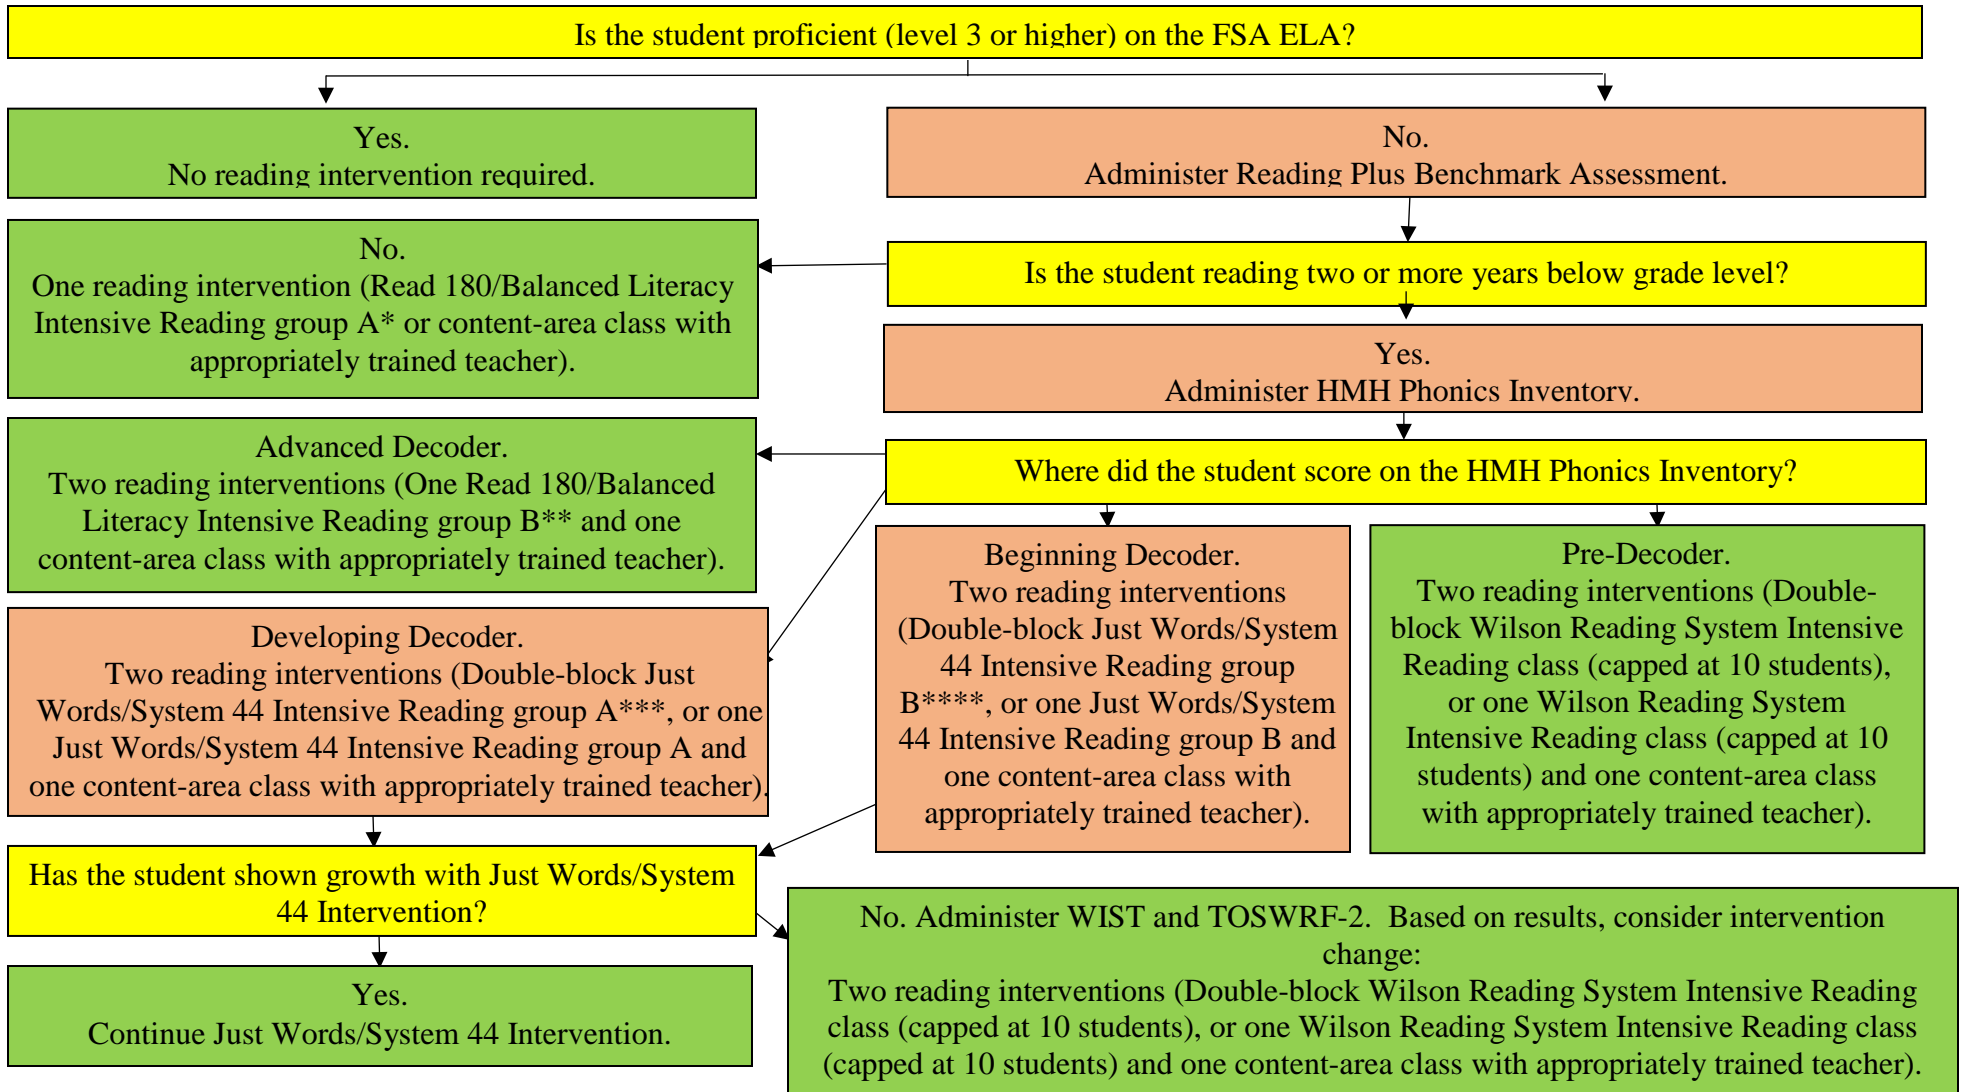 Is the student proficient (level 3 or higher) on the FSA ELA?
Yes.
No reading intervention required.
No.
Administer Reading Plus Benchmark Assessment.
No.
One reading intervention (Read 180/Balanced Literacy
Intensive Reading group A* or content-area class with
appropriately trained teacher).
Is the student reading two or more years below grade level?
Yes.
Administer HMH Phonics Inventory.
Advanced Decoder.
Two reading interventions (One Read 180/Balanced
Literacy Intensive Reading group B** and one
content-area class with appropriately trained teacher).
Where did the student score on the HMH Phonics Inventory?
Developing Decoder.
Two reading interventions (Double-block Just
Words/System 44 Intensive Reading group A***, or one
Just Words/System 44 Intensive Reading group A and
one content-area class with appropriately trained teacher).
Beginning Decoder.
Two reading interventions
(Double-block Just Words/System
44 Intensive Reading group
B****, or one Just Words/System
44 Intensive Reading group B and
one content-area class with
appropriately trained teacher).
Pre-Decoder.
Two reading interventions (Double-
block Wilson Reading System Intensive
Reading class (capped at 10 students),
or one Wilson Reading System
Intensive Reading class (capped at 10
students) and one content-area class
with appropriately trained teacher).
Has the student shown growth with Just Words/System
44 Intervention?
Yes.
Continue Just Words/System 44 Intervention.
No. Administer WIST and TOSWRF-2. Based on results, consider intervention
change:
Two reading interventions (Double-block Wilson Reading System Intensive Reading
class (capped at 10 students), or one Wilson Reading System Intensive Reading class
(capped at 10 students) and one content-area class with appropriately trained teacher).